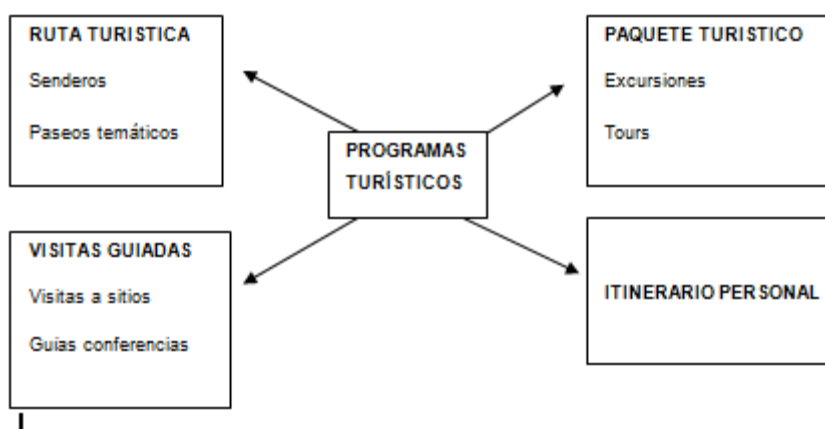 RUTA TURISTICA
Senderos
Paseos temáticos
PAQUETE TURISTICO
Excursiones
Tours
PROGRAMAS
TURÍSTICOS
VISITAS GUIADAS
Visitas a sitios
Guias conferencias
ITINERARIO PERSONAL